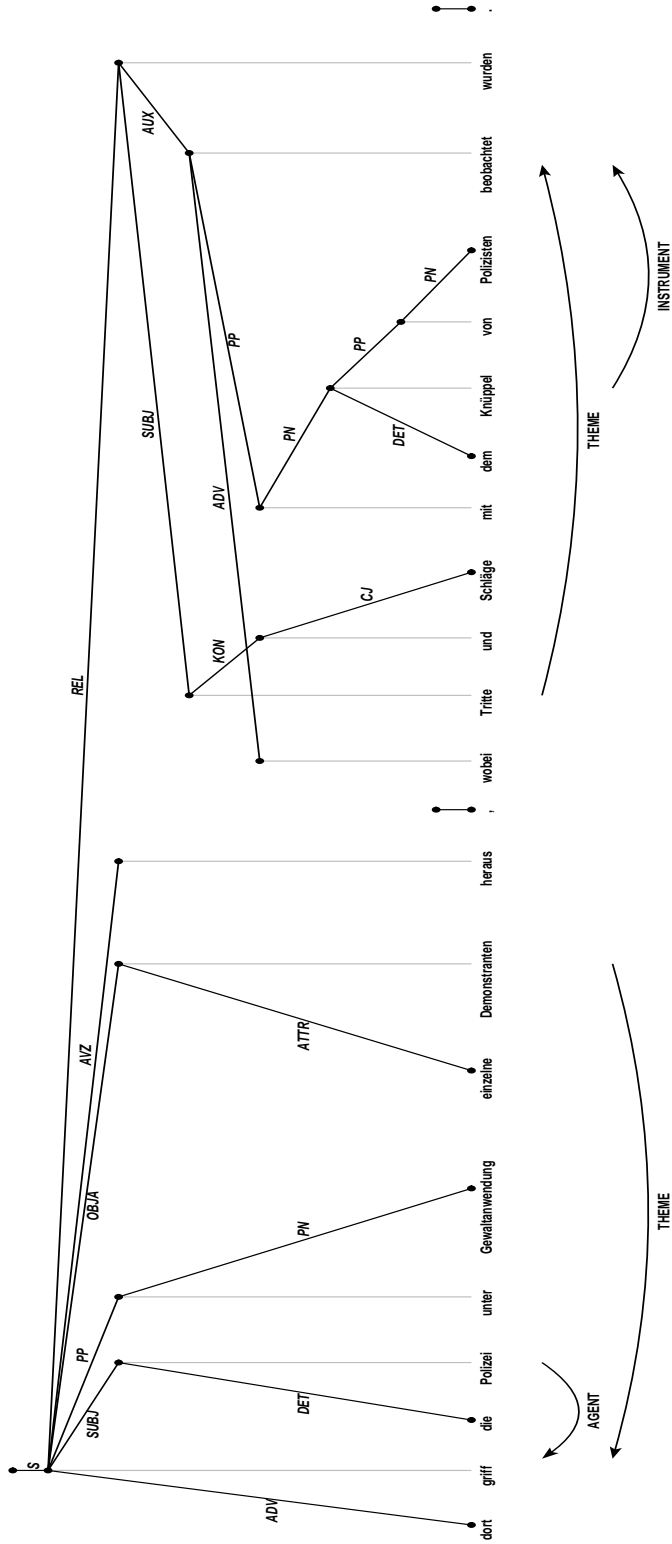 S
REL
AVZ
OBJA
PP
SUBJ
ADV
AUX
SUBJ
PP
ADV
KON
PN
PP
PN
DET
CJ
ATTR
PN
DET
dort griff die Polizei unter Gewaltanwendung einzelne Demonstranten heraus , wobei Tritte und Schläge mit dem Knüppel von Polizisten beobachtet wurden .
AGENT
THEME
THEME
INSTRUMENT